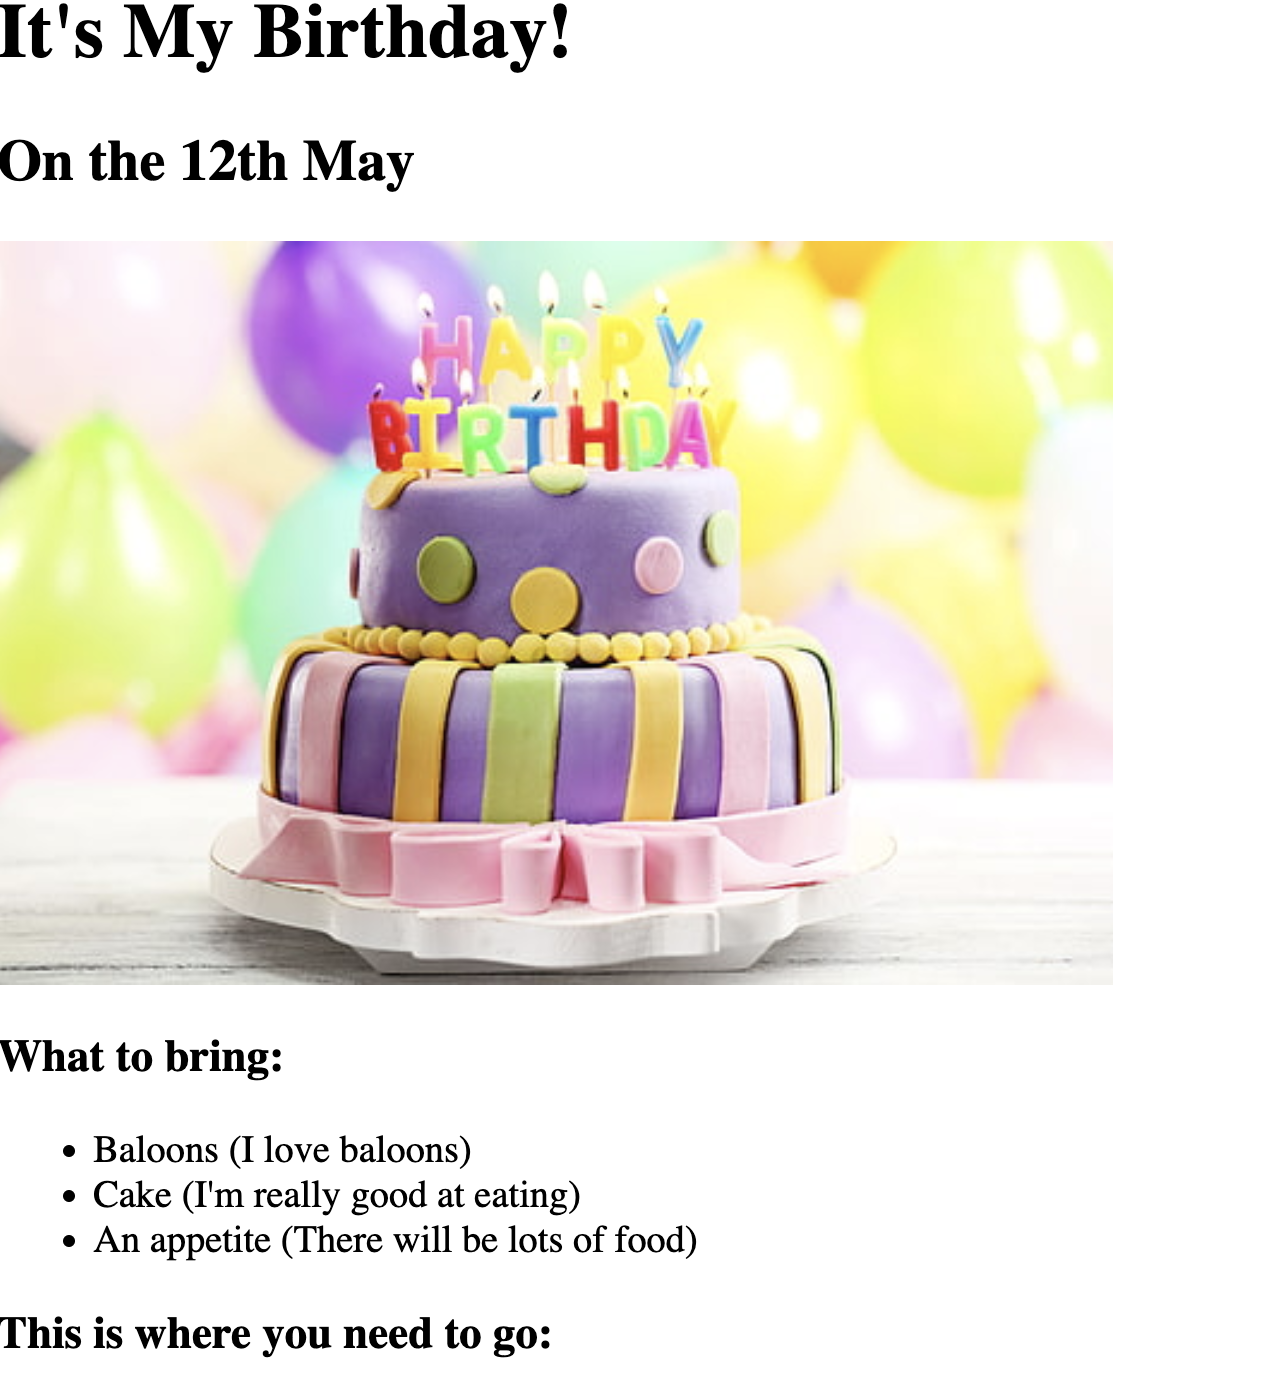 It's My Birthday!
On the 12th May
HAPPY
BIRTHDAY
What to bring:
Baloons (I love baloons)
Cake (I'm really good at eating)
An appetite (There will be lots of food)
This is where you need to go: